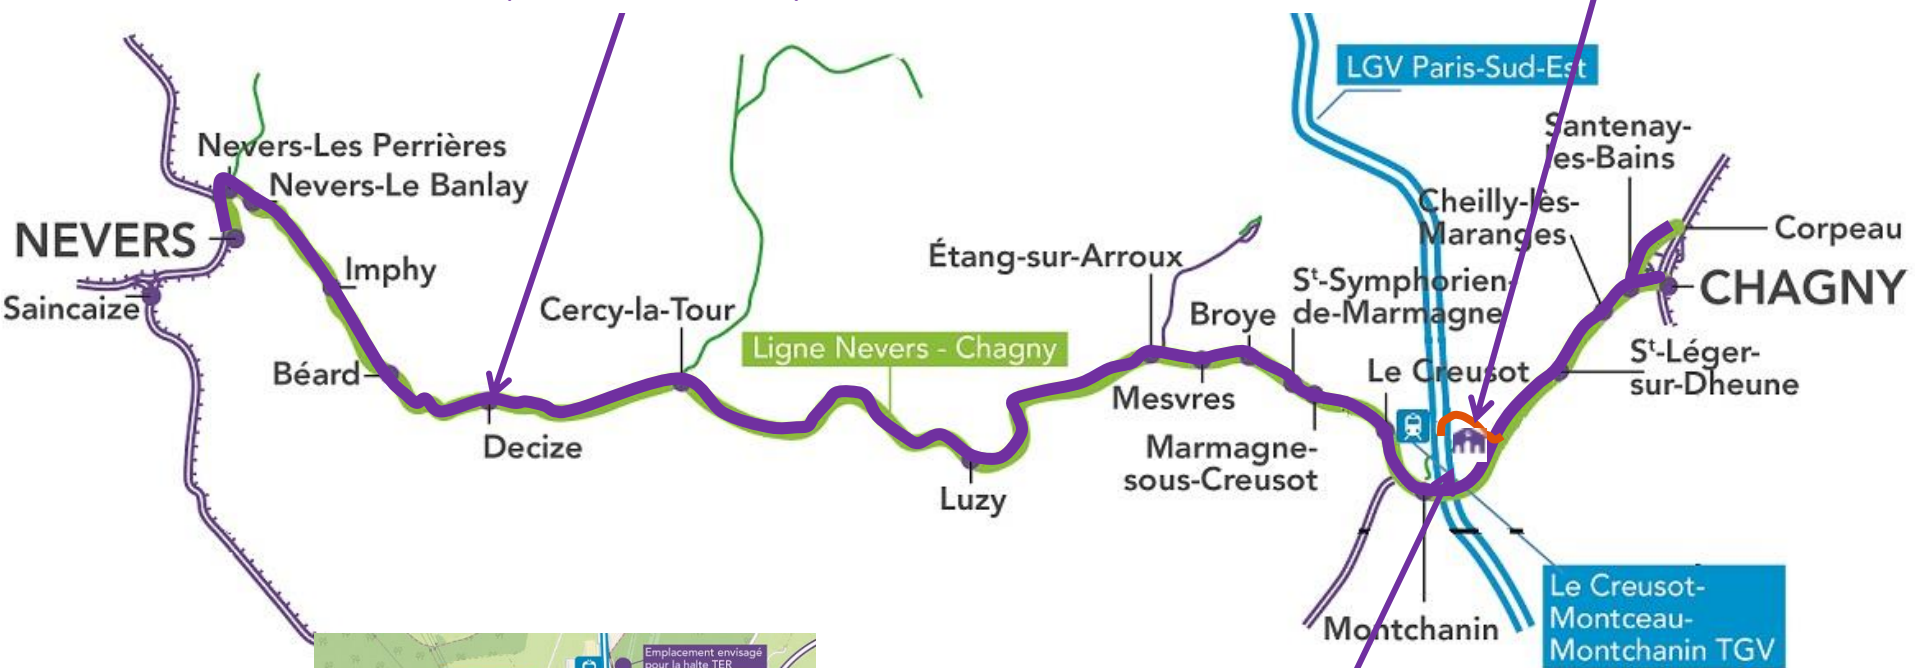 LGV Paris-Sud-Est
Santenay-
les-Bains
Nevers-Les Perrières
Nevers-Le Banlay
Cheilly-lès-
Maranges
Corpeau
NEVERS
Imphy
Étang-sur-Arroux
Sᵗ-Symphorien-
de-Marmagne
CHAGNY
Saincaize
Cercy-la-Tour
Broye
Ligne Nevers - Chagny
Béard
Le Creusot
Sᵗ-Léger-
sur-Dheune
Mesvres
Decize
Marmagne-
sous-Creusot
Luzy
Le Creusot-
Montceau-
Montchanin TGV
Montchanin
Emplacement envisagé
pour la halte TER